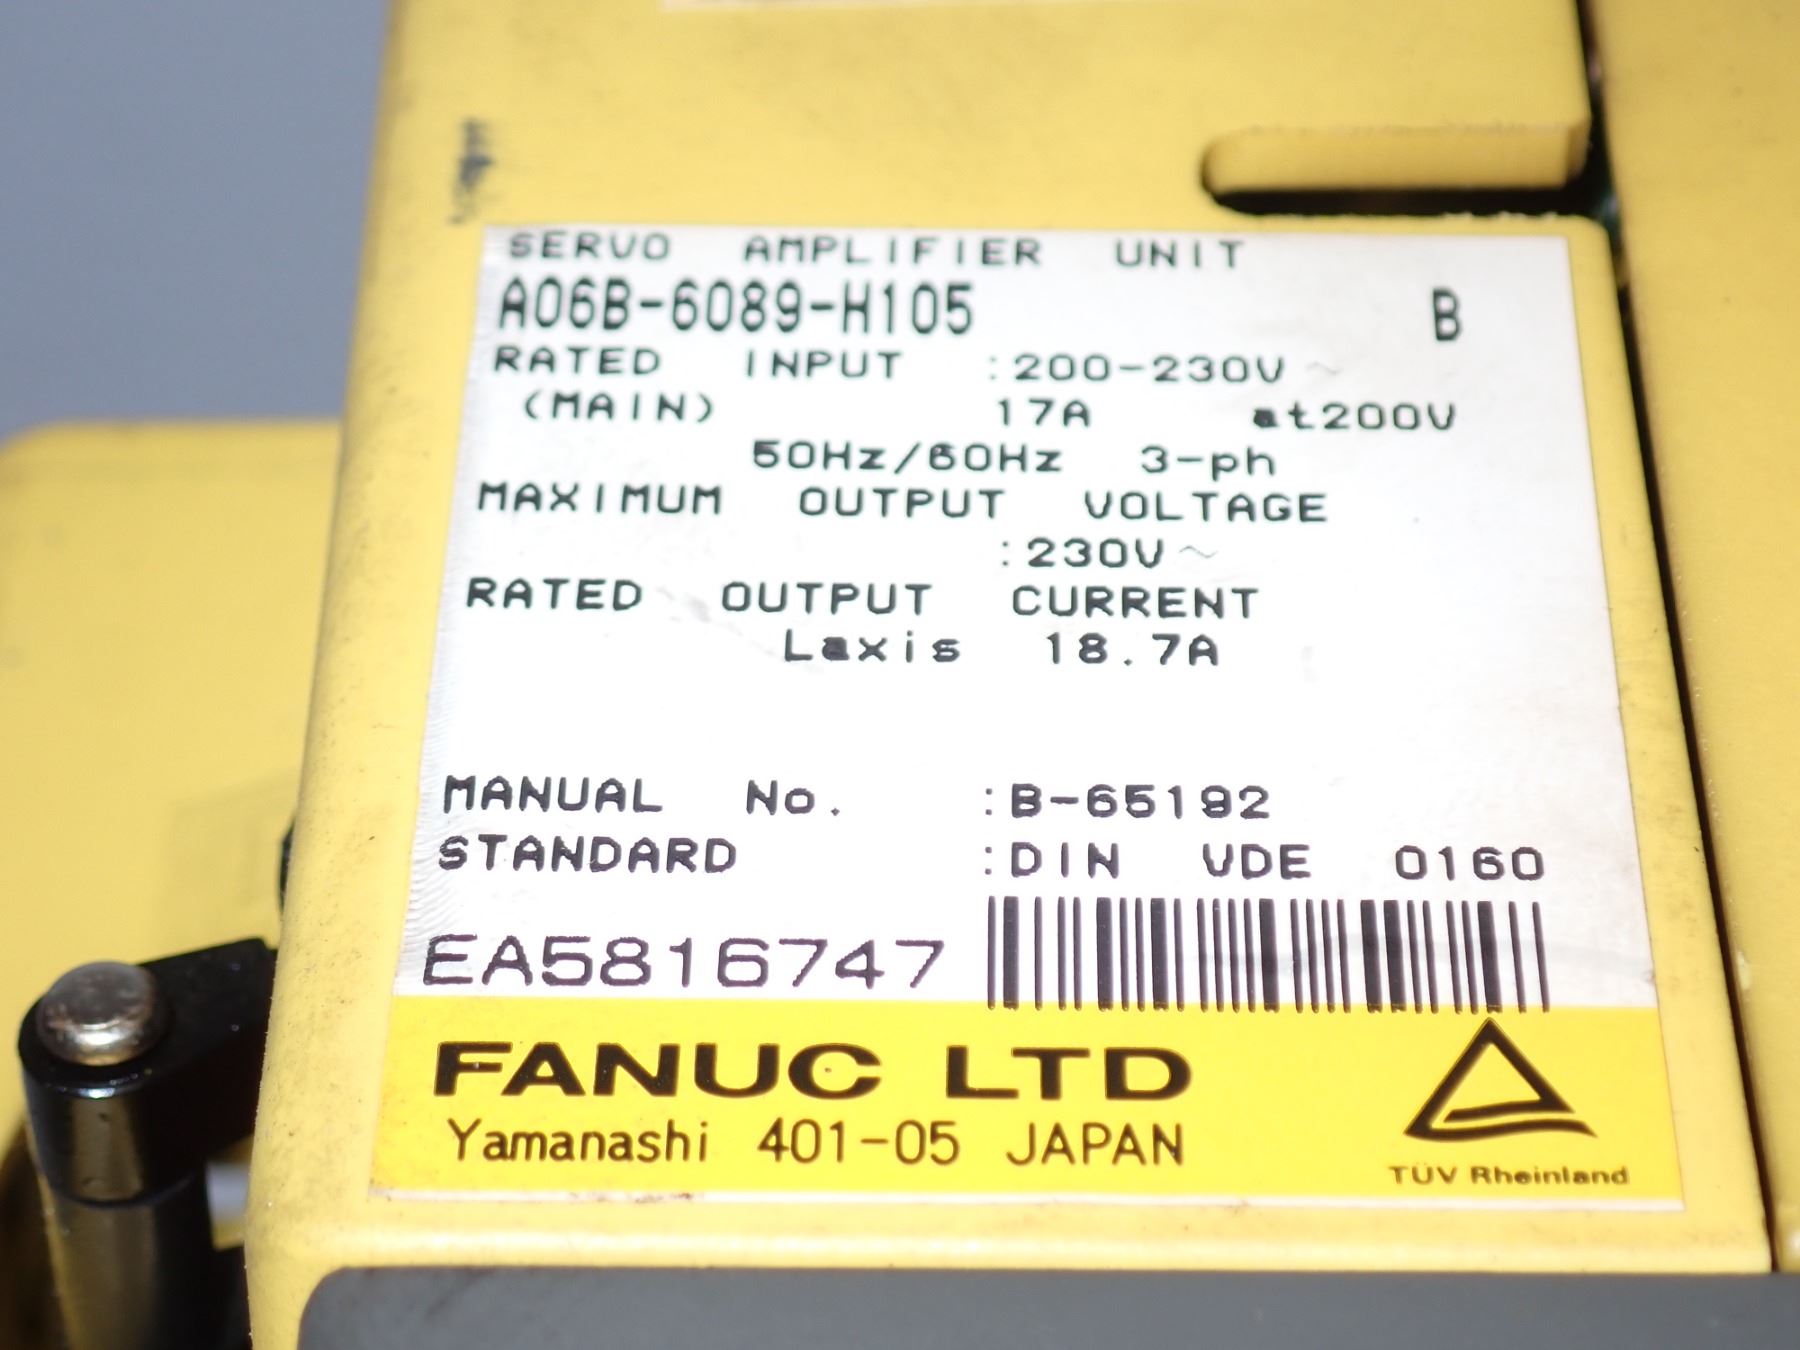 SERVO AMPLIFIER UNIT
A06B-6089-H105 B
RATED INPUT :200-230V~
(MAIN) 17A at200V
50Hz/60Hz 3-ph
MAXIMUM OUTPUT VOLTAGE
:230V~
RATED OUTPUT CURRENT
Laxis 18.7A
MANUAL No. :B-65192
STANDARD :DIN VDE 0160
EA5816747
FANUC LTD
Yamanashi 401-05 JAPAN
TÜV Rheinland